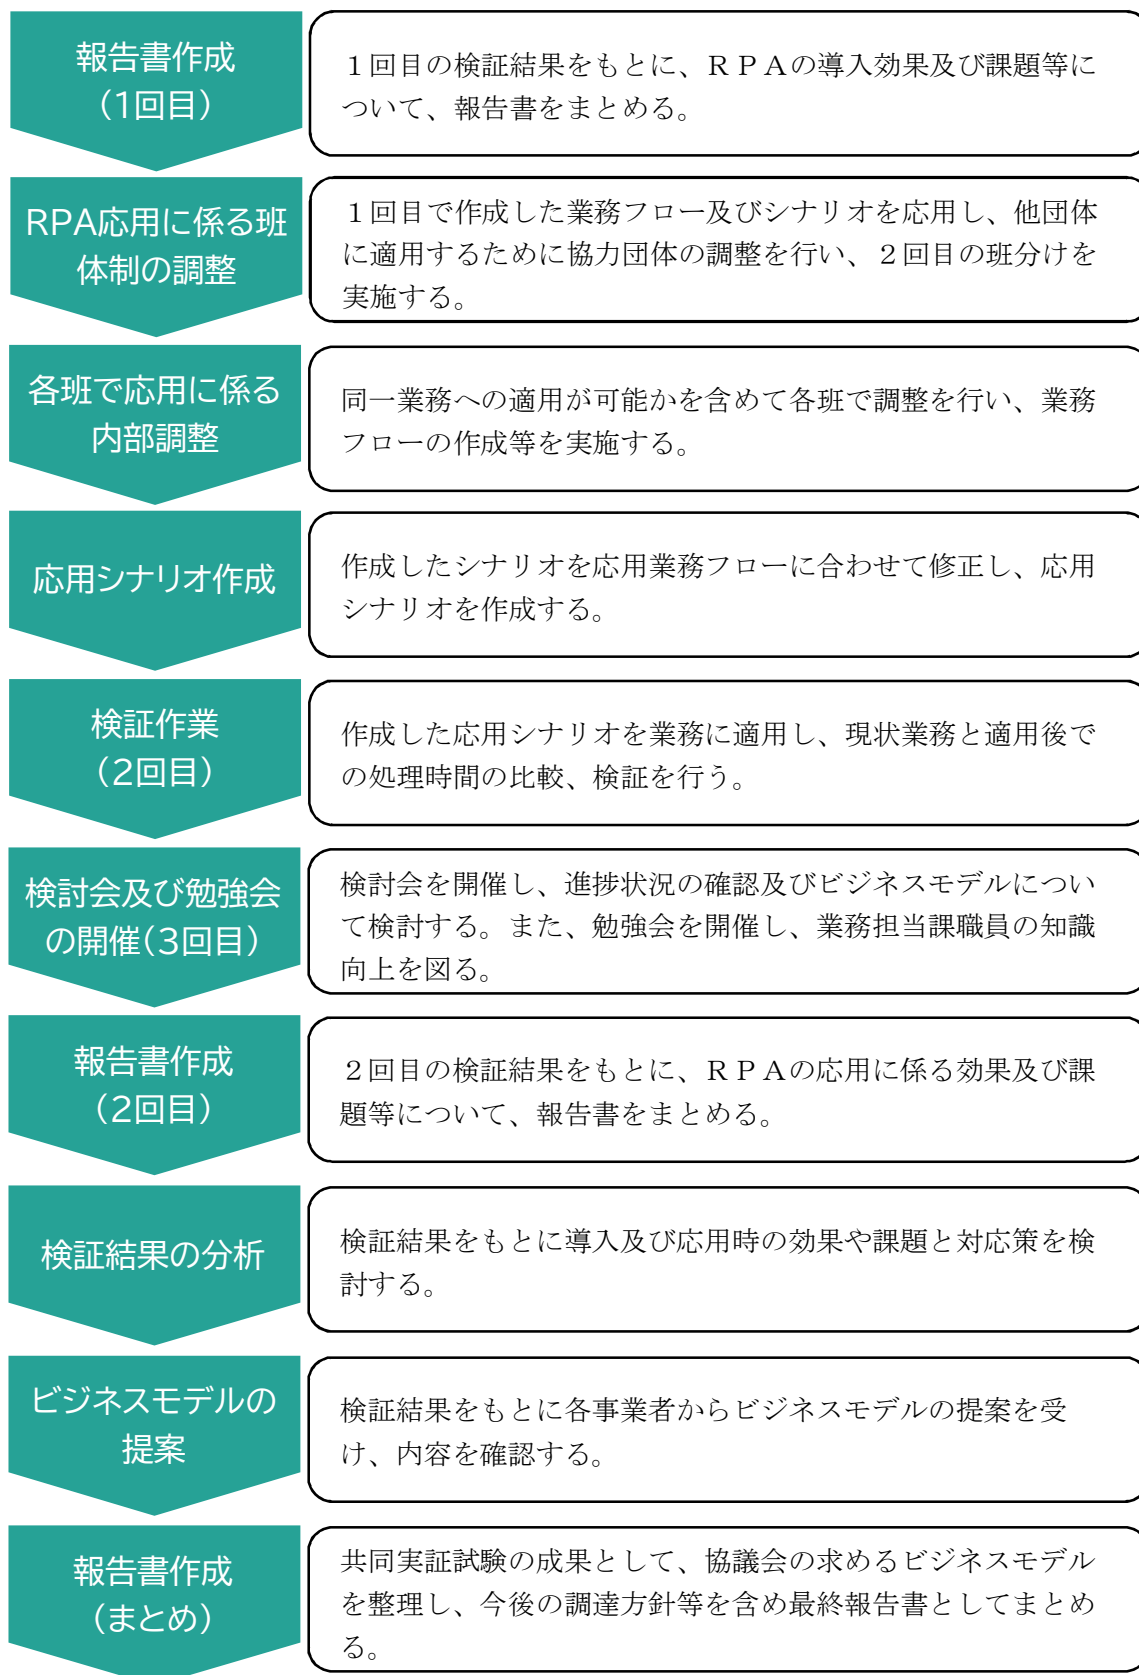 報告書作成
(1回目)
１回目の検証結果をもとに、ＲＰＡの導入効果及び課題等に
ついて、報告書をまとめる。
RPA応用に係る班
体制の調整
１回目で作成した業務フロー及びシナリオを応用し、他団体
に適用するために協力団体の調整を行い、２回目の班分けを
実施する。
各班で応用に係る
内部調整
同一業務への適用が可能かを含めて各班で調整を行い、業務
フローの作成等を実施する。
応用シナリオ作成
作成したシナリオを応用業務フローに合わせて修正し、応用
シナリオを作成する。
検証作業
(2回目)
作成した応用シナリオを業務に適用し、現状業務と適用後で
の処理時間の比較、検証を行う。
検討会及び勉強会
の開催(3回目)
検討会を開催し、進捗状況の確認及びビジネスモデルについ
て検討する。また、勉強会を開催し、業務担当課職員の知識
向上を図る。
報告書作成
(2回目)
２回目の検証結果をもとに、ＲＰＡの応用に係る効果及び課
題等について、報告書をまとめる。
検証結果の分析
検証結果をもとに導入及び応用時の効果や課題と対応策を検
討する。
ビジネスモデルの
提案
検証結果をもとに各事業者からビジネスモデルの提案を受
け、内容を確認する。
報告書作成
(まとめ)
共同実証試験の成果として、協議会の求めるビジネスモデル
を整理し、今後の調達方針等を含め最終報告書としてまとめ
る。